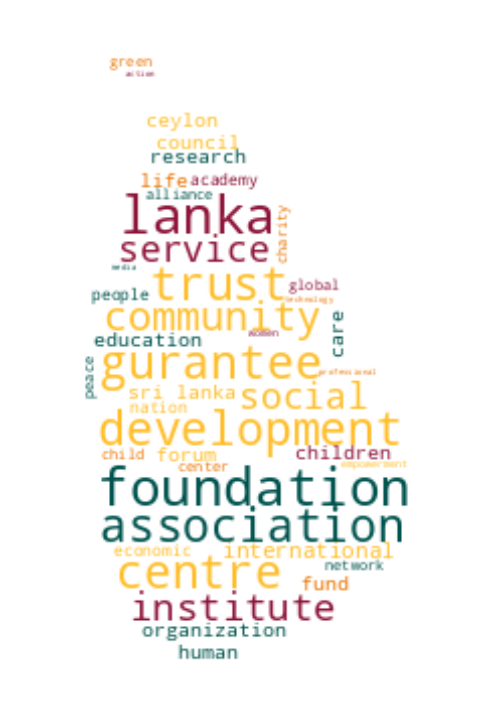 green
action
ceylon
council
research
life academy
alliance
lanka
charity
service
media
trust
global
people
technology
community
women
care
education
gurantee
peace
professional
sri lanka social
nation
development
child forum children
center
empowerment
foundation
association
economic international
centre
network
fund
institute
organization
human